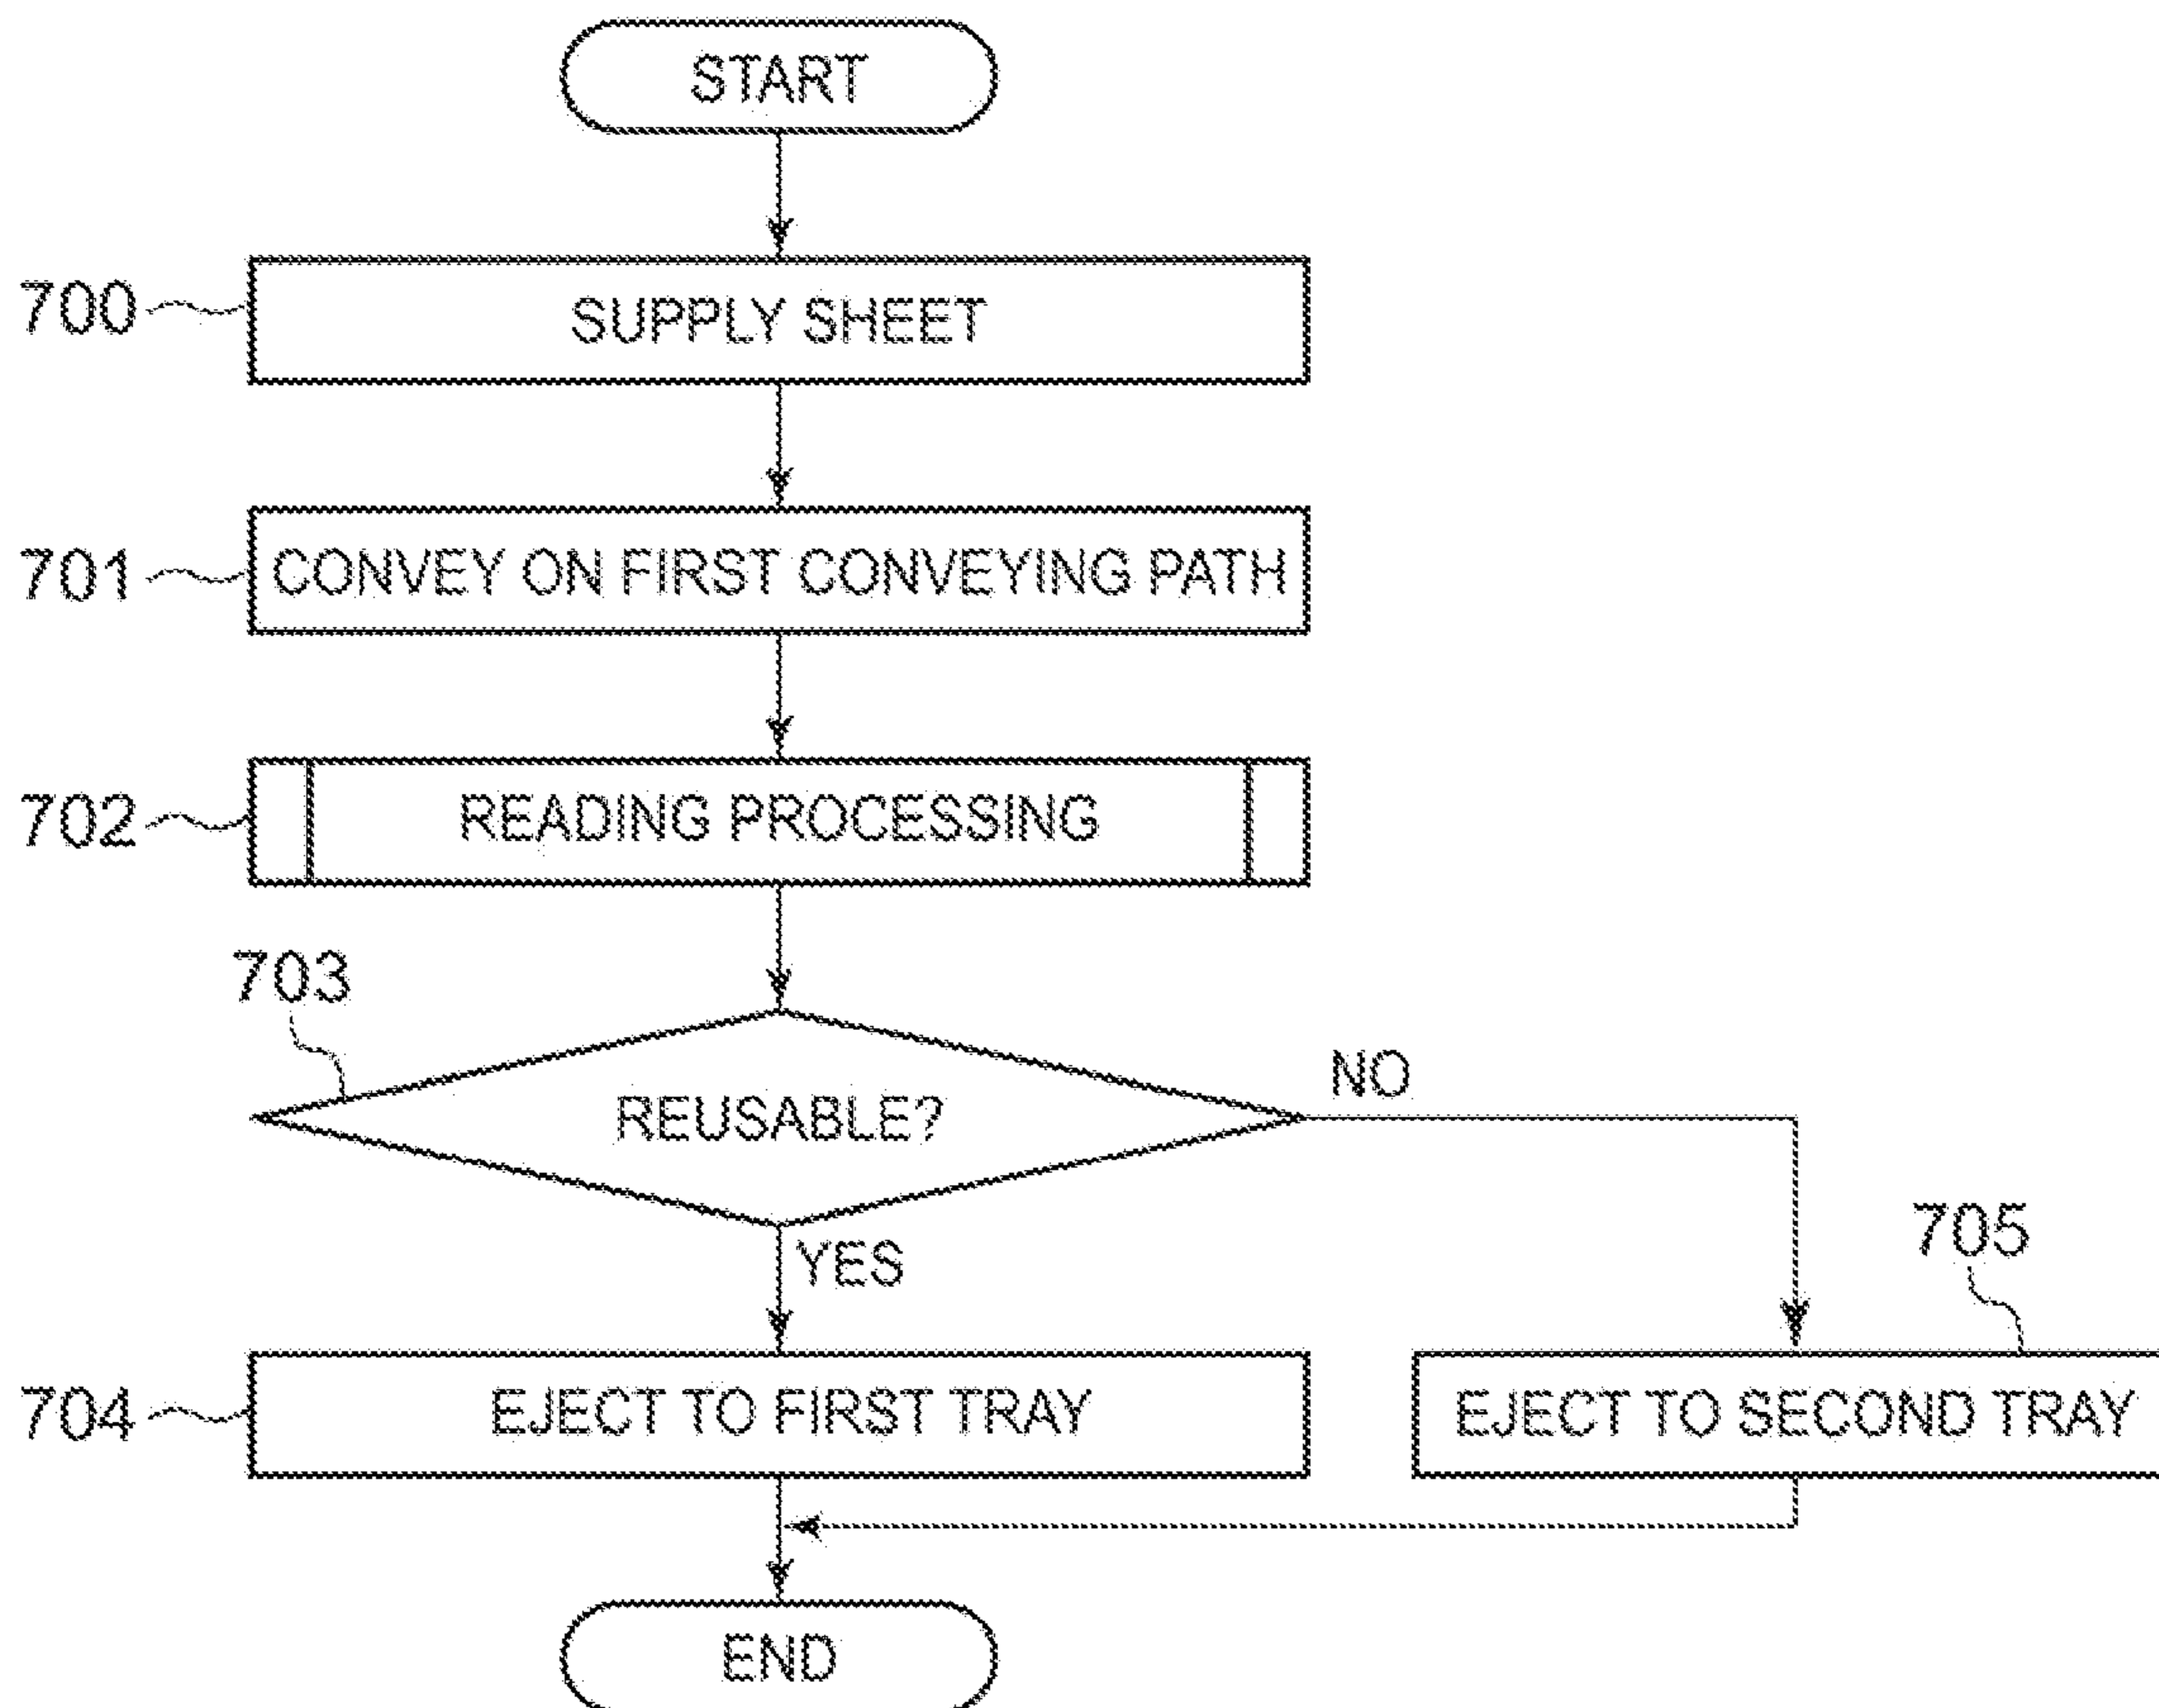 START
700
SUPPLY SHEET
701
CONVEY ON FIRST CONVEYING PATH
702
READING PROCESSING
703
REUSABLE?
NO
YES
705
704
EJECT TO FIRST TRAY
EJECT TO SECOND TRAY
END